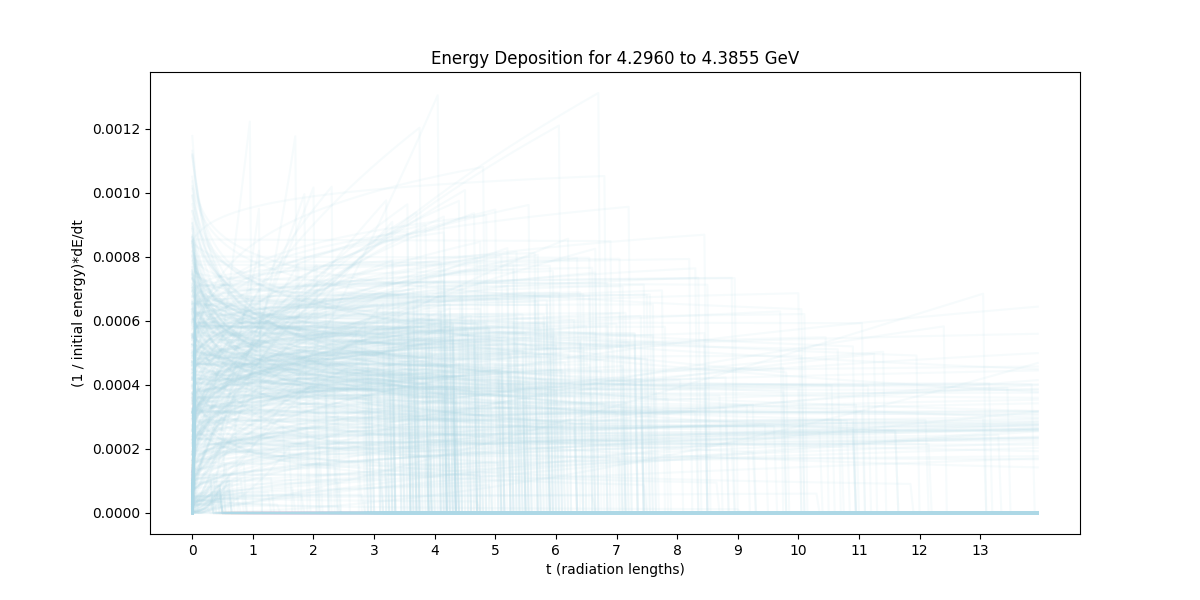 Energy Deposition for 4.2960 to 4.3855 GeV
(1 / initial energy)*dE/dt
0.0012
0.0010
0.0008
0.0006
0.0004
0.0002
0.0000
0 1 2 3 4 5 6 7 8 9 10 11 12 13
t (radiation lengths)